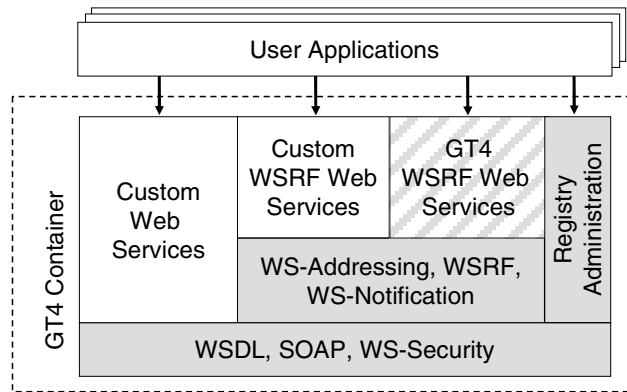 User Applications
GT4 Container
Custom
Web
Services
Custom
WSRF Web
Services
GT4
WSRF Web
Services
Registry
Administration
WS-Addressing, WSRF,
WS-Notification
WSDL, SOAP, WS-Security